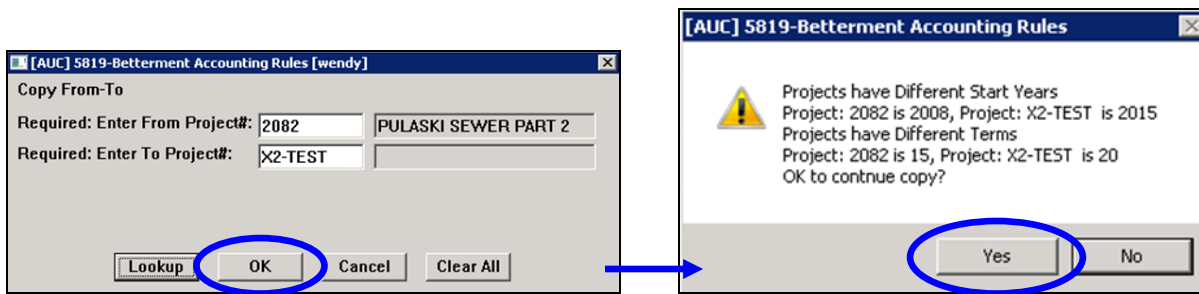 [AUC] 5819-Betterment Accounting Rules [wendy]
Copy From-To
Required: Enter From Project#: 2082 PULASKI SEWER PART 2
Required: Enter To Project#: X2-TEST
Lookup OK Cancel Clear All
[AUC] 5819-Betterment Accounting Rules
Projects have Different Start Years
Project: 2082 is 2008, Project: X2-TEST is 2015
Projects have Different Terms
Project: 2082 is 15, Project: X2-TEST is 20
OK to contnue copy?
Yes No